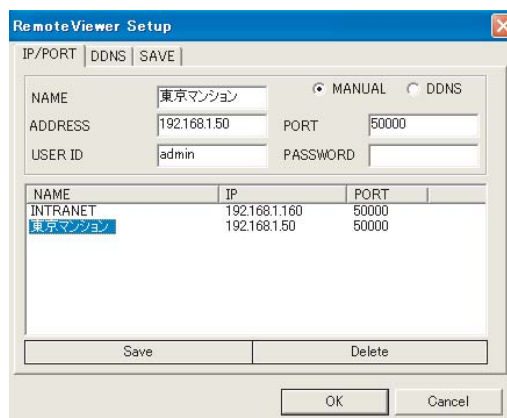 RemoteViewer Setup
IP/PORT DDNS SAVE
NAME 東京マンション MANUAL DDNS
ADDRESS 192.168.1.50 PORT 50000
USER ID admin PASSWORD
NAME IP PORT
INTRANET 192.168.1.160 50000
東京マンション 192.168.1.50 50000
Save Delete
OK Cancel